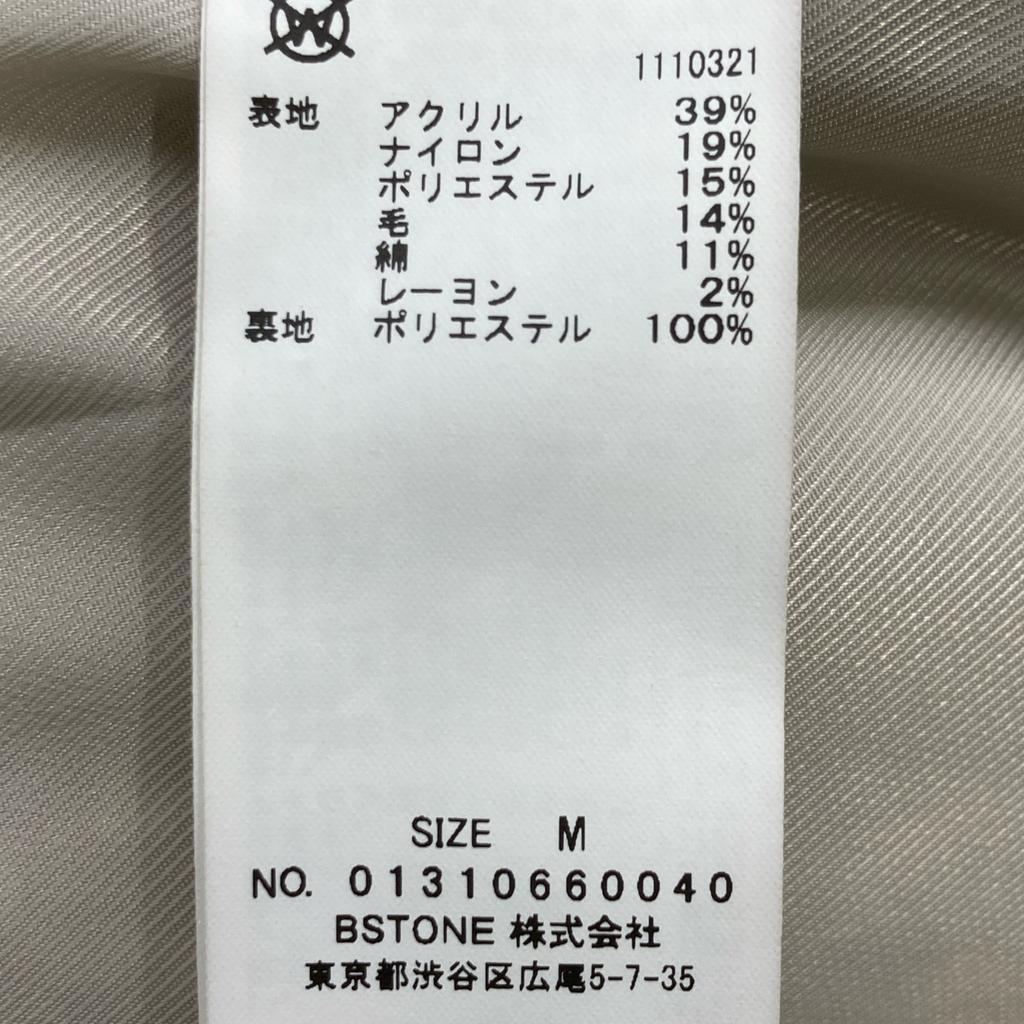 1110321
表地 アクリル 39%
ナイロン 19%
ポリエステル 15%
毛 14%
綿 11%
レーヨン 2%
裏地 ポリエステル 100%
SIZE M
NO. 01310660040
BSTONE 株式会社
東京都渋谷区広尾5-7-35